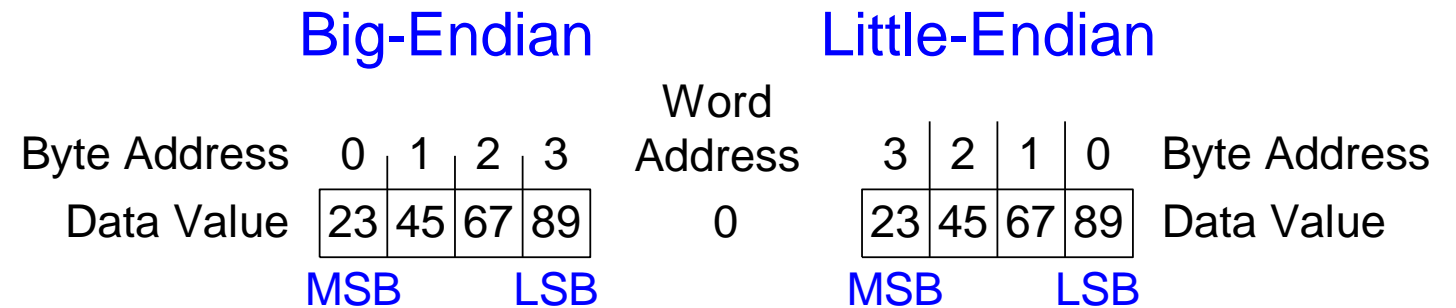 Big-Endian Little-Endian
Word
Byte Address 0 1 2 3 Address 3 2 1 0 Byte Address
Data Value 23 45 67 89 0 23 45 67 89 Data Value
MSB LSB MSB LSB